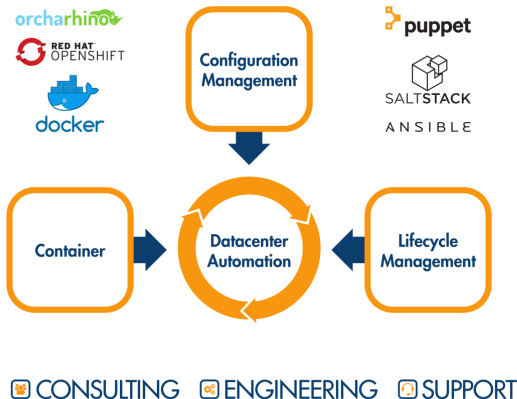 orcharhino
RED HAT®
OPENSHIFT
docker
Configuration
Management
puppet
SALTSTACK
ANSIBLE
Container
Datacenter
Automation
Lifecycle
Management
CONSULTING
ENGINEERING
SUPPORT